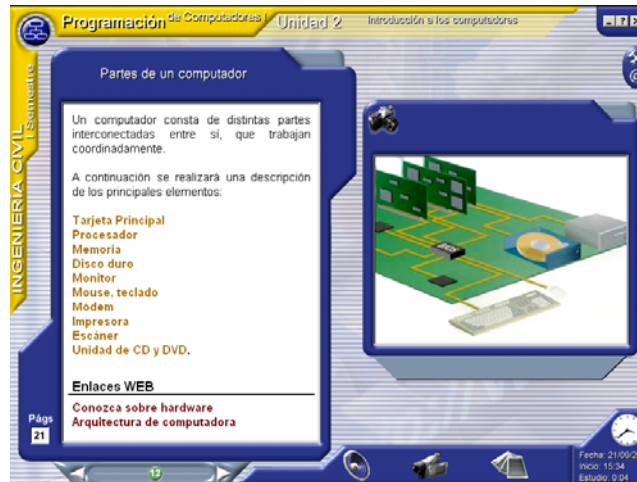 Programación de Computadores I
Unidad 2
Introducción a los computadores
INGENIERÍA CIVIL
I Semestre
Partes de un computador
Un computador consta de distintas partes
interconectadas entre sí, que trabajan
coordinadamente.
A continuación se realizará una descripción
de los principales elementos:
Tarjeta Principal
Procesador
Memoria
Disco duro
Monitor
Mouse, teclado
Módem
Impresora
Escáner
Unidad de CD y DVD.
Enlaces WEB
Conozca sobre hardware
Arquitectura de computadora
Págs
21
12
Fecha: 21/09/2
Inicio: 15:34
Estudio: 0:04